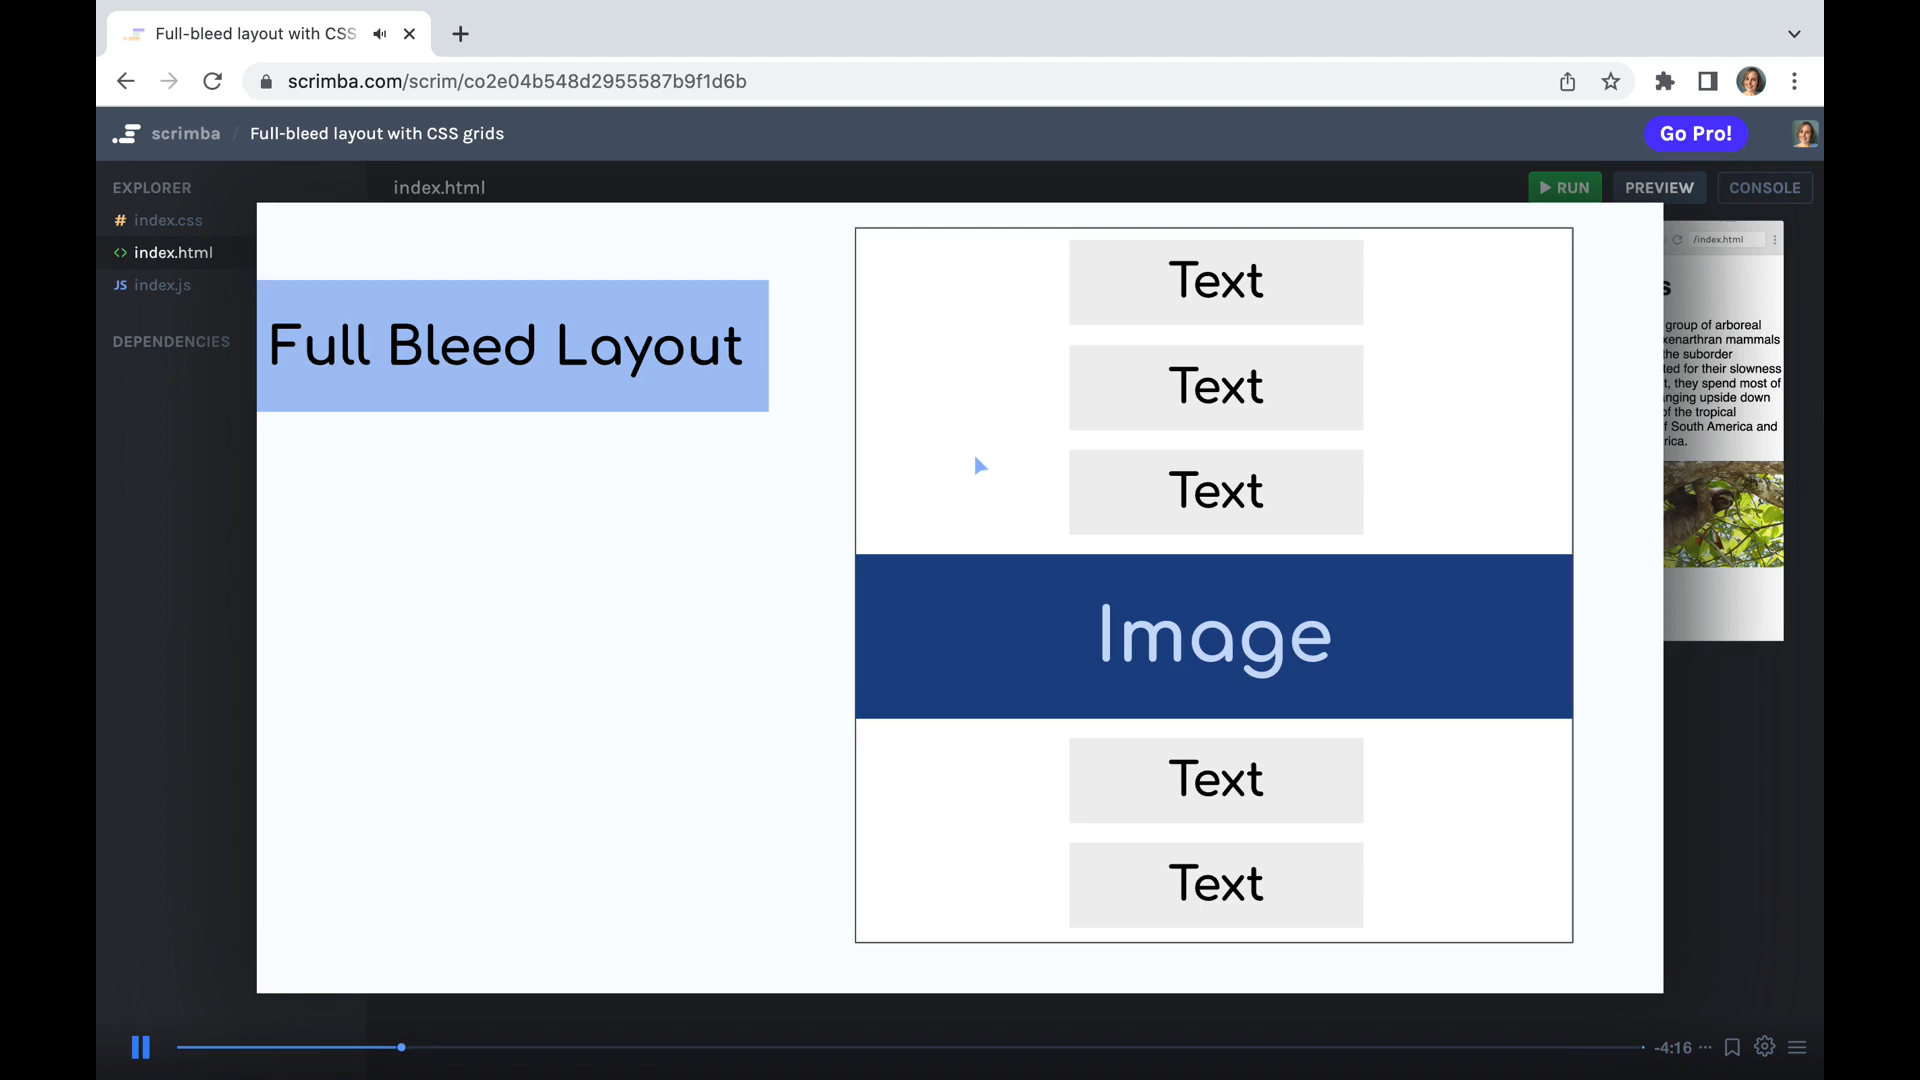 Full-bleed layout with CSS
scrimba.com/scrim/co2e04b548d2955587b9f1d6b
scrimba / Full-bleed layout with CSS grids
Go Pro!
EXPLORER
index.html
RUN
PREVIEW
CONSOLE
# index.css
<> index.html
JS index.js
DEPENDENCIES
Full Bleed Layout
Text
Text
Text
Image
Text
Text
/index.html
s
group of arboreal
xenarthran mammals
the suborder
ted for their slowness
t, they spend most of
anging upside down
of the tropical
f South America and
rica.
-4:16